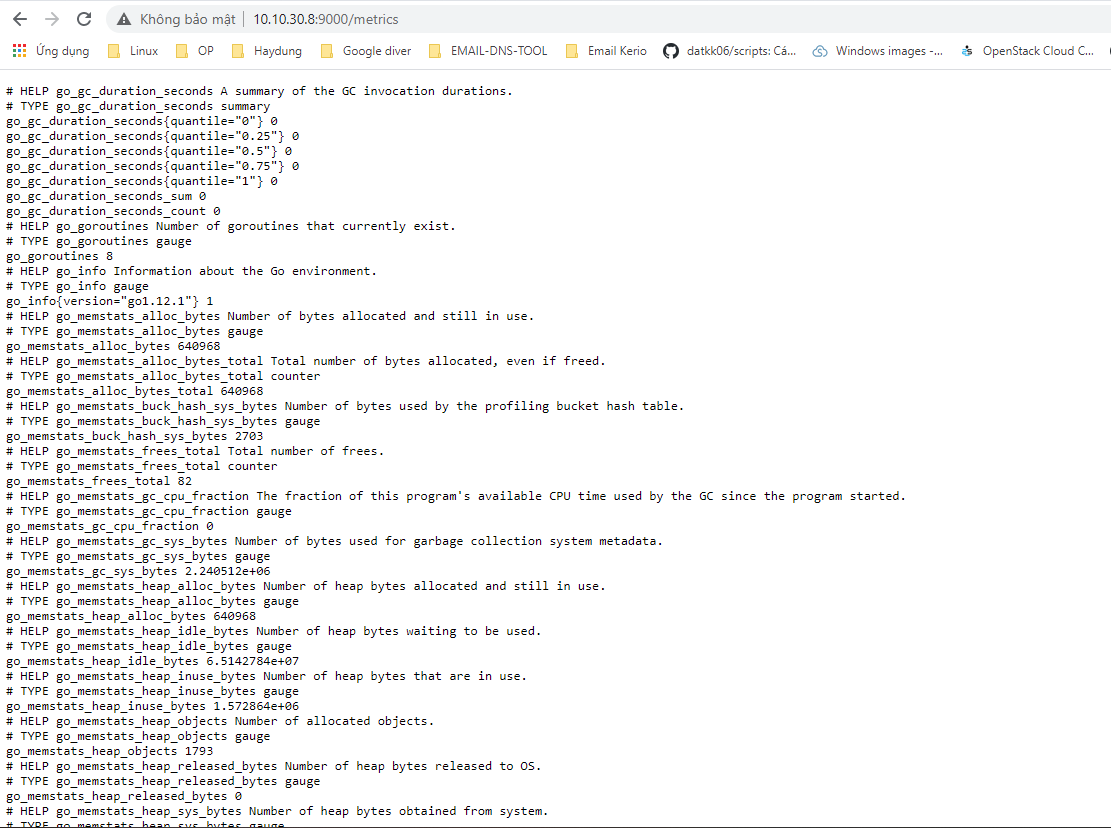 Không bảo mật | 10.10.30.8:9000/metrics
Ứng dụng Linux OP Haydung Google diver EMAIL-DNS-TOOL Email Kerio datkk06/scripts: Cá... Windows images -... OpenStack Cloud C...
# HELP go_gc_duration_seconds A summary of the GC invocation durations.
# TYPE go_gc_duration_seconds summary
go_gc_duration_seconds{quantile="0"} 0
go_gc_duration_seconds{quantile="0.25"} 0
go_gc_duration_seconds{quantile="0.5"} 0
go_gc_duration_seconds{quantile="0.75"} 0
go_gc_duration_seconds{quantile="1"} 0
go_gc_duration_seconds_sum 0
go_gc_duration_seconds_count 0
# HELP go_goroutines Number of goroutines that currently exist.
# TYPE go_goroutines gauge
go_goroutines 8
# HELP go_info Information about the Go environment.
# TYPE go_info gauge
go_info{version="go1.12.1"} 1
# HELP go_memstats_alloc_bytes Number of bytes allocated and still in use.
# TYPE go_memstats_alloc_bytes gauge
go_memstats_alloc_bytes 640968
# HELP go_memstats_alloc_bytes_total Total number of bytes allocated, even if freed.
# TYPE go_memstats_alloc_bytes_total counter
go_memstats_alloc_bytes_total 640968
# HELP go_memstats_buck_hash_sys_bytes Number of bytes used by the profiling bucket hash table.
# TYPE go_memstats_buck_hash_sys_bytes gauge
go_memstats_buck_hash_sys_bytes 2703
# HELP go_memstats_frees_total Total number of frees.
# TYPE go_memstats_frees_total counter
go_memstats_frees_total 82
# HELP go_memstats_gc_cpu_fraction The fraction of this program's available CPU time used by the GC since the program started.
# TYPE go_memstats_gc_cpu_fraction gauge
go_memstats_gc_cpu_fraction 0
# HELP go_memstats_gc_sys_bytes Number of bytes used for garbage collection system metadata.
# TYPE go_memstats_gc_sys_bytes gauge
go_memstats_gc_sys_bytes 2.240512e+06
# HELP go_memstats_heap_alloc_bytes Number of heap bytes allocated and still in use.
# TYPE go_memstats_heap_alloc_bytes gauge
go_memstats_heap_alloc_bytes 640968
# HELP go_memstats_heap_idle_bytes Number of heap bytes waiting to be used.
# TYPE go_memstats_heap_idle_bytes gauge
go_memstats_heap_idle_bytes 6.5142784e+07
# HELP go_memstats_heap_inuse_bytes Number of heap bytes that are in use.
# TYPE go_memstats_heap_inuse_bytes gauge
go_memstats_heap_inuse_bytes 1.572864e+06
# HELP go_memstats_heap_objects Number of allocated objects.
# TYPE go_memstats_heap_objects gauge
go_memstats_heap_objects 1793
# HELP go_memstats_heap_released_bytes Number of heap bytes released to OS.
# TYPE go_memstats_heap_released_bytes gauge
go_memstats_heap_released_bytes 0
# HELP go_memstats_heap_sys_bytes Number of heap bytes obtained from system.
# TYPE go_memstats_heap_sys_bytes gauge